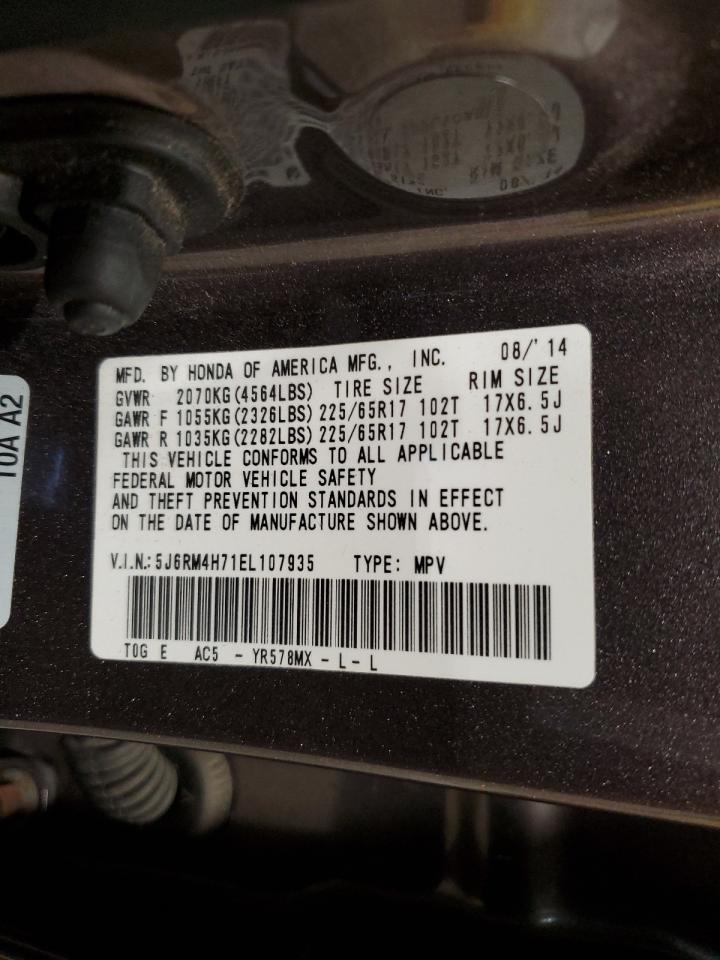 MFD. BY HONDA OF AMERICA MFG., INC. 08/'14
GVWR 2070KG(4564LBS) TIRE SIZE RIM SIZE
GAWR F 1055KG(2326LBS) 225/65R17 102T 17X6.5J
GAWR R 1035KG(2282LBS) 225/65R17 102T 17X6.5J
THIS VEHICLE CONFORMS TO ALL APPLICABLE
FEDERAL MOTOR VEHICLE SAFETY
AND THEFT PREVENTION STANDARDS IN EFFECT
ON THE DATE OF MANUFACTURE SHOWN ABOVE.
V.I.N.: 5J6RM4H71EL107935 TYPE: MPV
T0G E AC5 - YR578MX - L - L
T0A A2